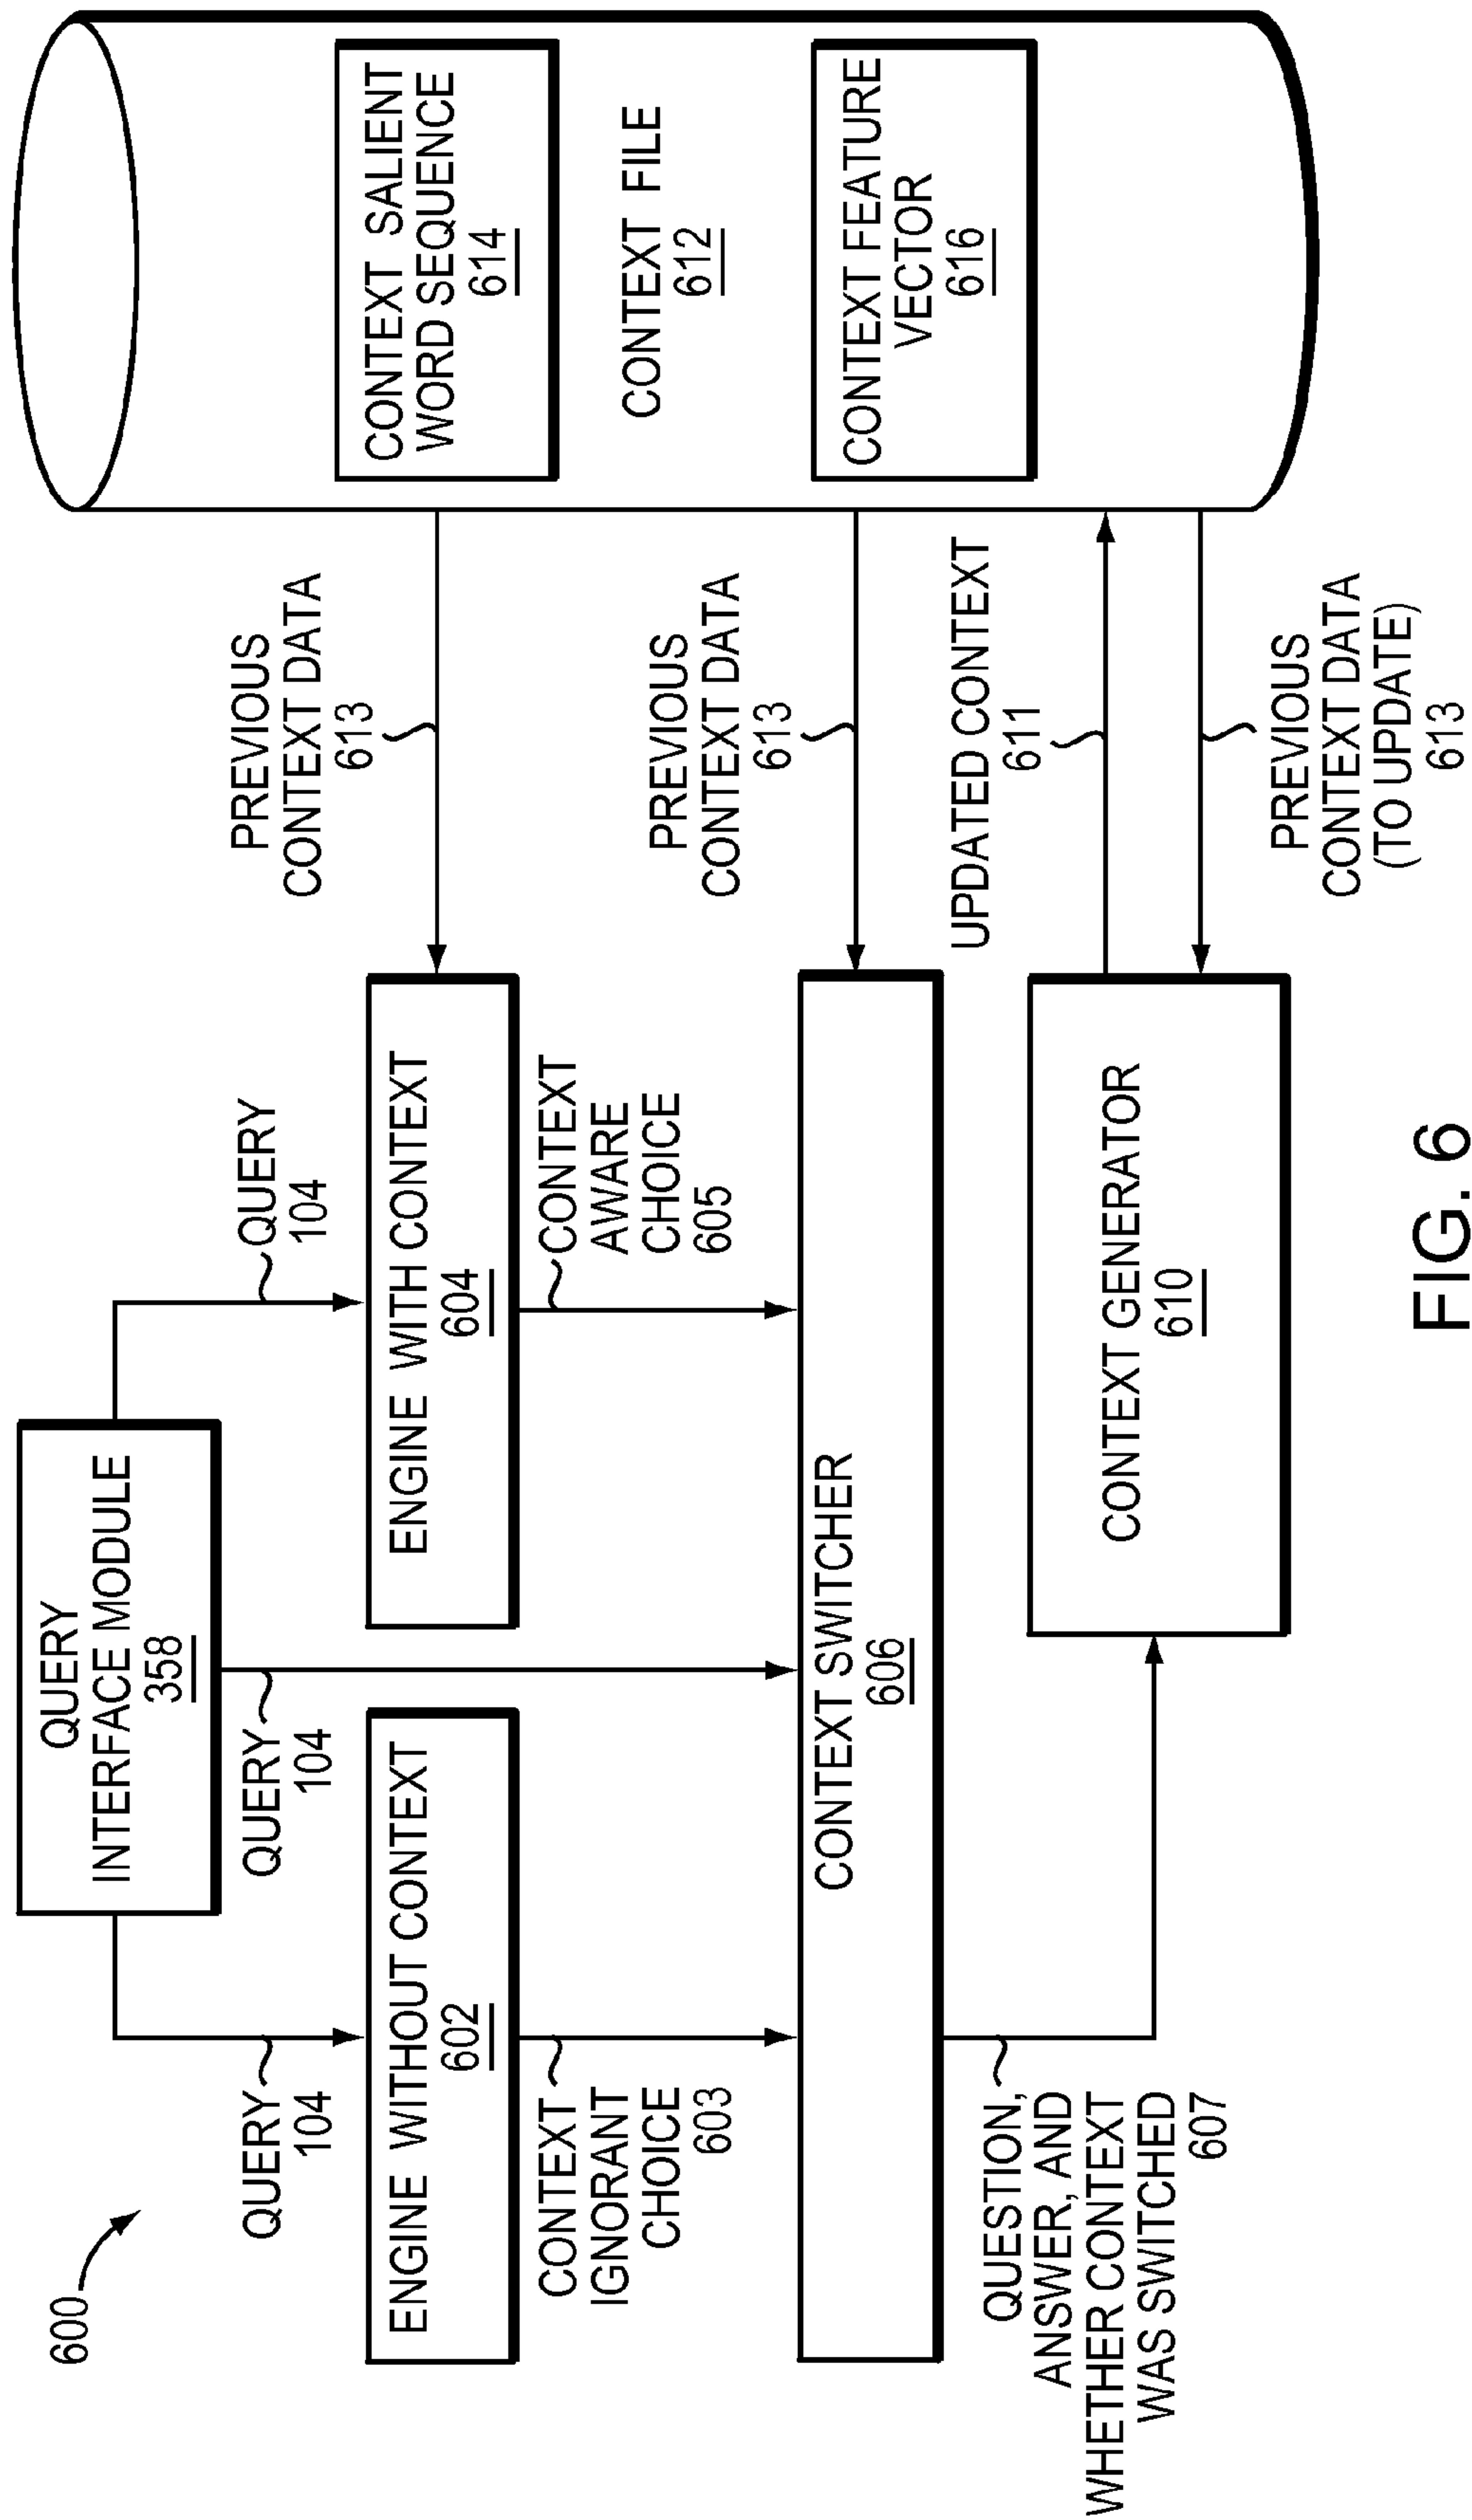 600
QUERY
INTERFACE MODULE
358
QUERY
104
QUERY
104
QUERY
104
PREVIOUS
CONTEXT DATA
613
ENGINE WITHOUT CONTEXT
602
ENGINE WITH CONTEXT
604
CONTEXT SALIENT
WORD SEQUENCE
614
CONTEXT
IGNORANT
CHOICE
603
CONTEXT
AWARE
CHOICE
605
PREVIOUS
CONTEXT DATA
613
CONTEXT FILE
612
CONTEXT SWITCHER
606
CONTEXT FEATURE
VECTOR
616
QUESTION,
ANSWER, AND
WHETHER CONTEXT
WAS SWITCHED
607
UPDATED CONTEXT
611
CONTEXT GENERATOR
610
PREVIOUS
CONTEXT DATA
(TO UPDATE)
613
FIG. 6